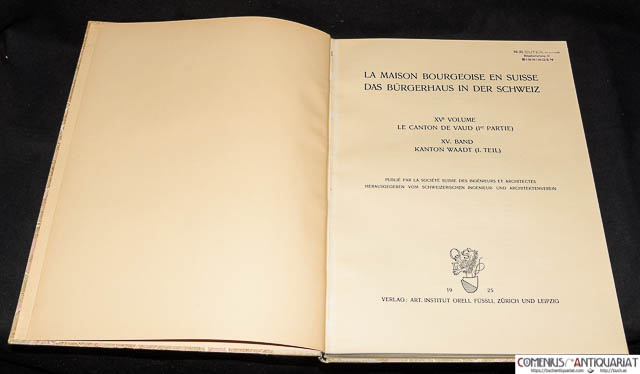 LA MAISON BOURGEOISE EN SUISSE
DAS BÜRGERHAUS IN DER SCHWEIZ
XVe VOLUME
LE CANTON DE VAUD (Ire PARTIE)
XV. BAND
KANTON WAADT (I. TEIL)
PUBLIÉ PAR LA SOCIÉTÉ SUISSE DES INGÉNIEURS ET ARCHITECTES
HERAUSGEGEBEN VOM SCHWEIZERISCHEN INGENIEUR- UND ARCHITEKTENVEREIN
19 25
VERLAG: ART. INSTITUT ORELL FÜSSLI, ZÜRICH UND LEIPZIG
COMENIUS ANTIQUARIAT